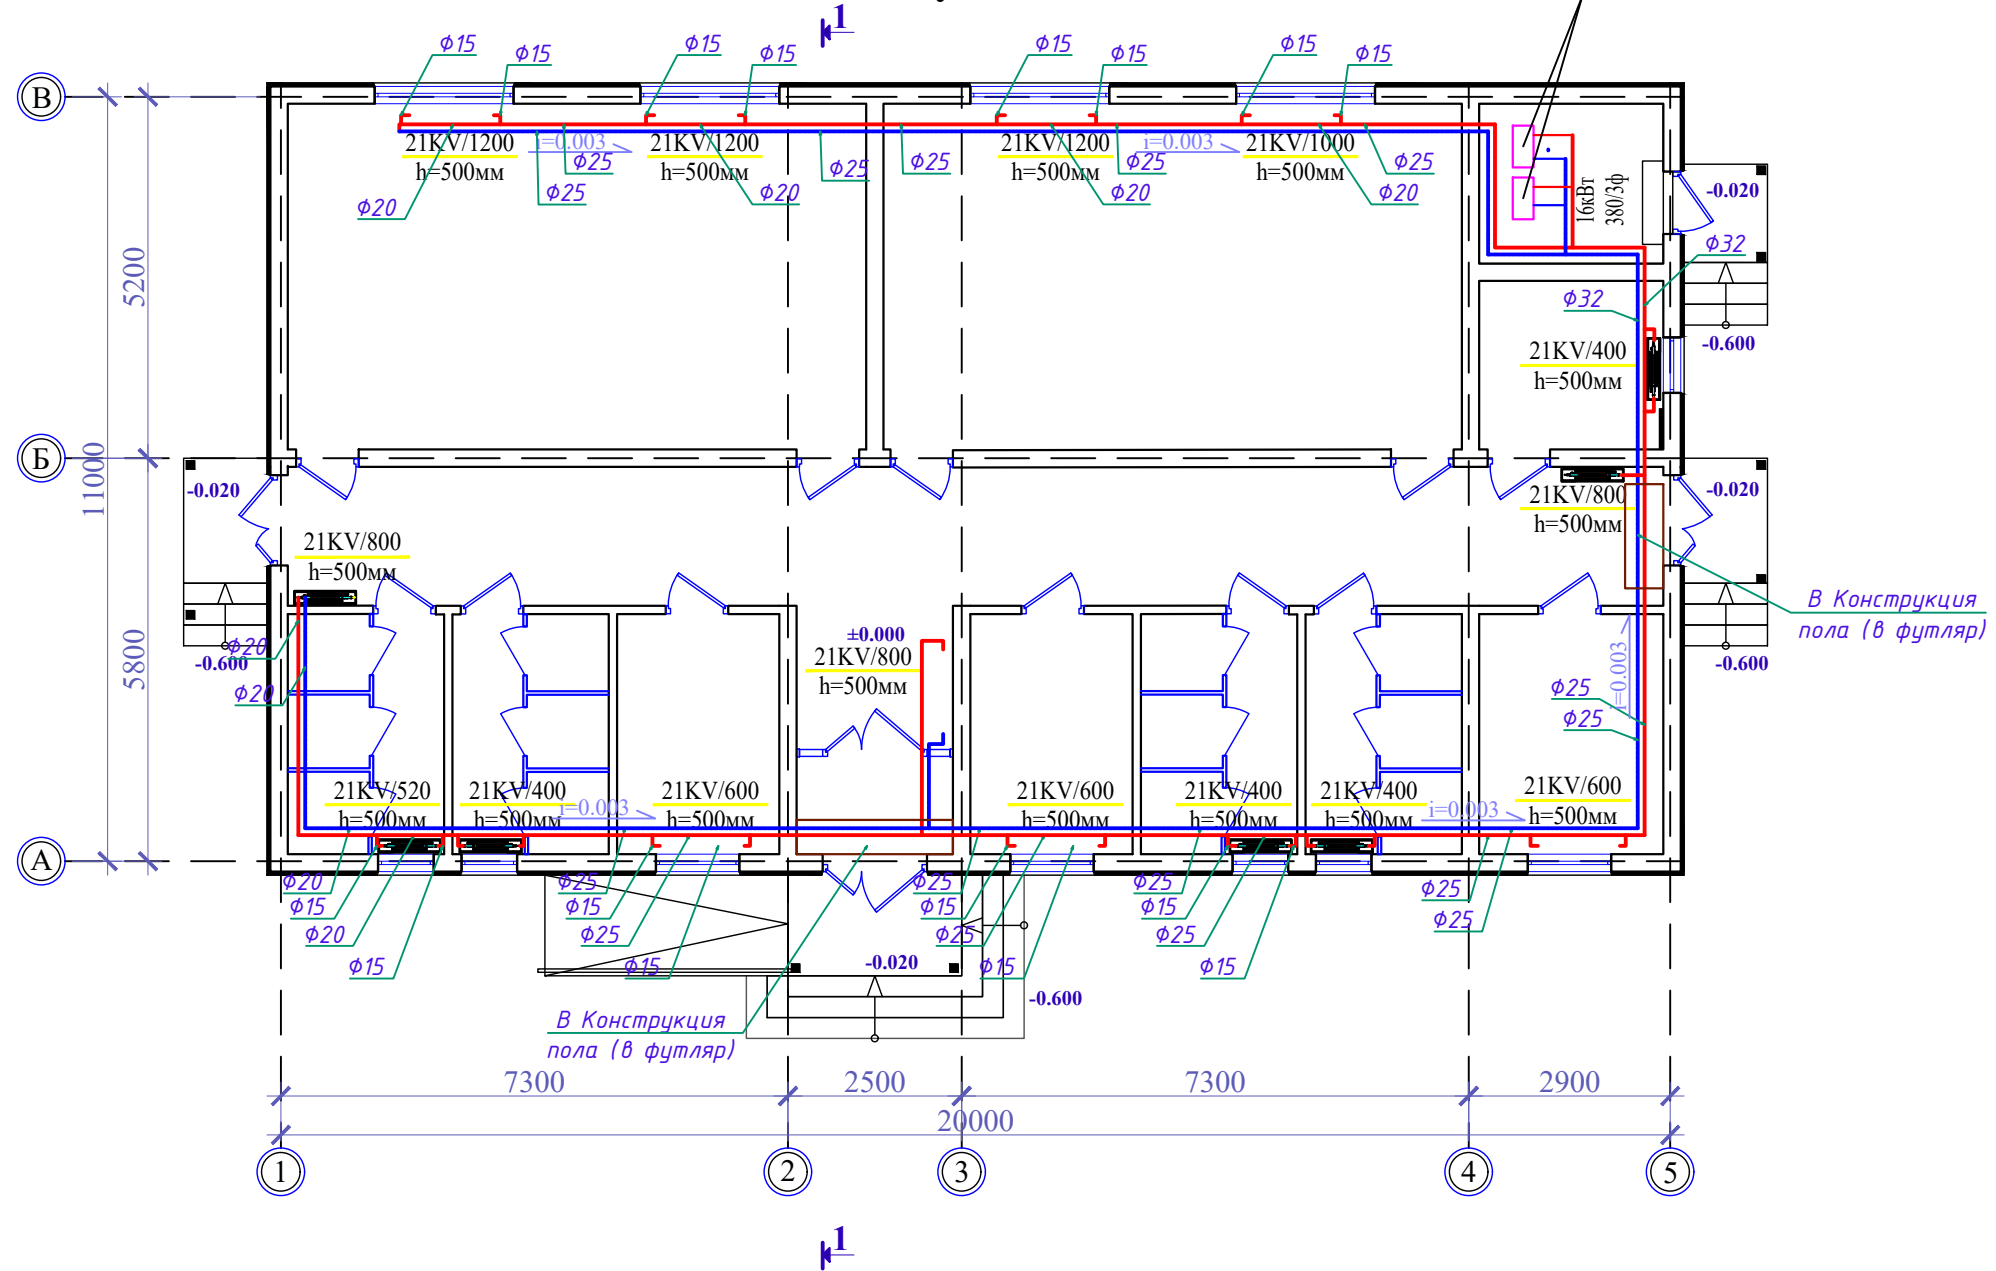 1
ф15
ф15
ф15
ф15
ф15
ф15
ф15
ф15
В
21KV/1200
h=500мм
i=0.003
ф25
ф25
ф20
21KV/1200
h=500мм
ф25
ф20
ф25
21KV/1200
h=500мм
i=0.003
ф25
ф20
21KV/1000
h=500мм
ф25
ф20
16кВт
380/3ф
-0.020
ф32
ф32
-0.600
5200
21KV/400
h=500мм
Б
11000
-0.020
21KV/800
h=500мм
-0.020
21KV/800
h=500мм
В Конструкция
пола (в футляр)
ф20
-0.600
ф20
5800
±0.000
21KV/800
h=500мм
i=0.003
-0.600
ф25
ф25
21KV/520
h=500мм
21KV/400
h=500мм
i=0.003
21KV/600
h=500мм
21KV/600
h=500мм
21KV/400
h=500мм
21KV/400
h=500мм
i=0.003
21KV/600
h=500мм
А
ф20
ф15
ф20
ф15
ф25
ф15
ф25
ф15
ф25
ф15
ф25
ф15
ф25
ф15
ф25
ф15
ф25
ф25
-0.020
-0.600
В Конструкция
пола (в футляр)
7300
2500
7300
2900
20000
1
2
3
4
5
1